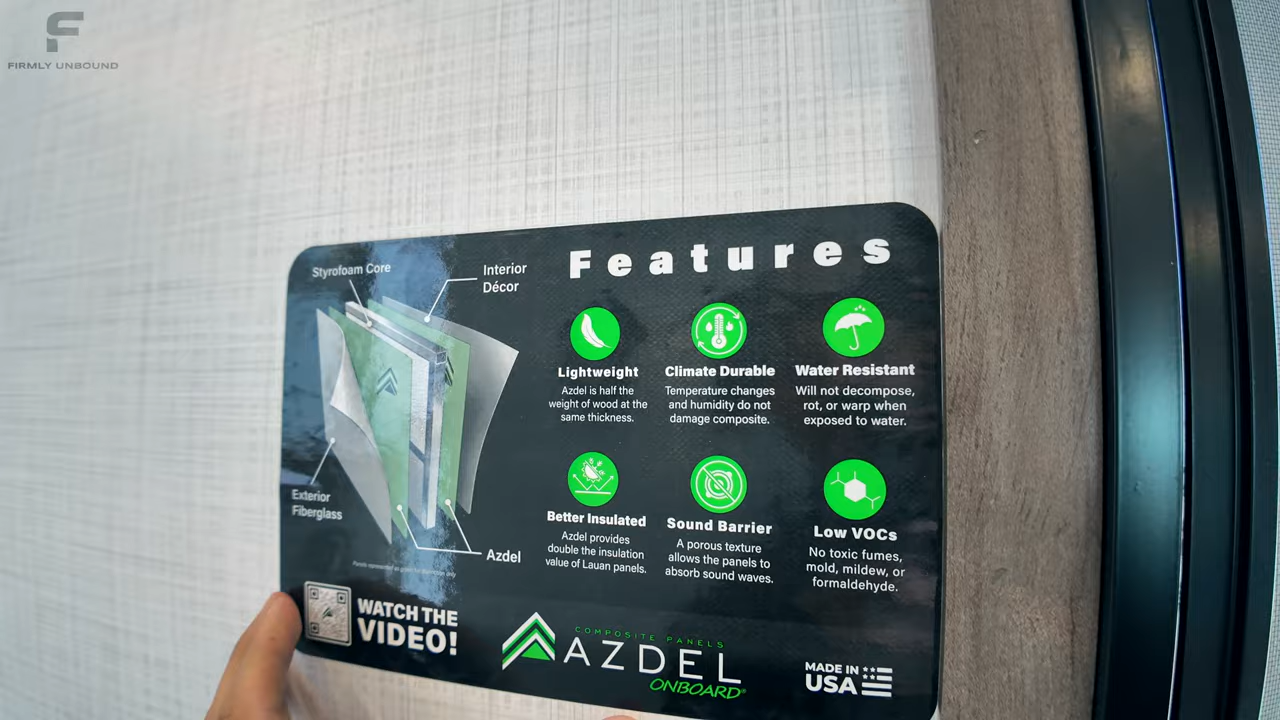 FIRMLY UNBOUND
Features
Styrofoam Core
Interior
Décor
Exterior
Fiberglass
Azdel
Lightweight
Azdel is half the
weight of wood at the
same thickness.
Climate Durable
Temperature changes
and humidity do not
damage composite.
Water Resistant
Will not decompose,
rot, or warp when
exposed to water.
Better Insulated
Azdel provides
double the insulation
value of Lauan panels.
Sound Barrier
A porous texture
allows the panels to
absorb sound waves.
Low VOCs
No toxic fumes,
mold, mildew, or
formaldehyde.
WATCH THE
VIDEO!
COMPOSITE PANELS
AZDEL
ONBOARD®
MADE IN
USA